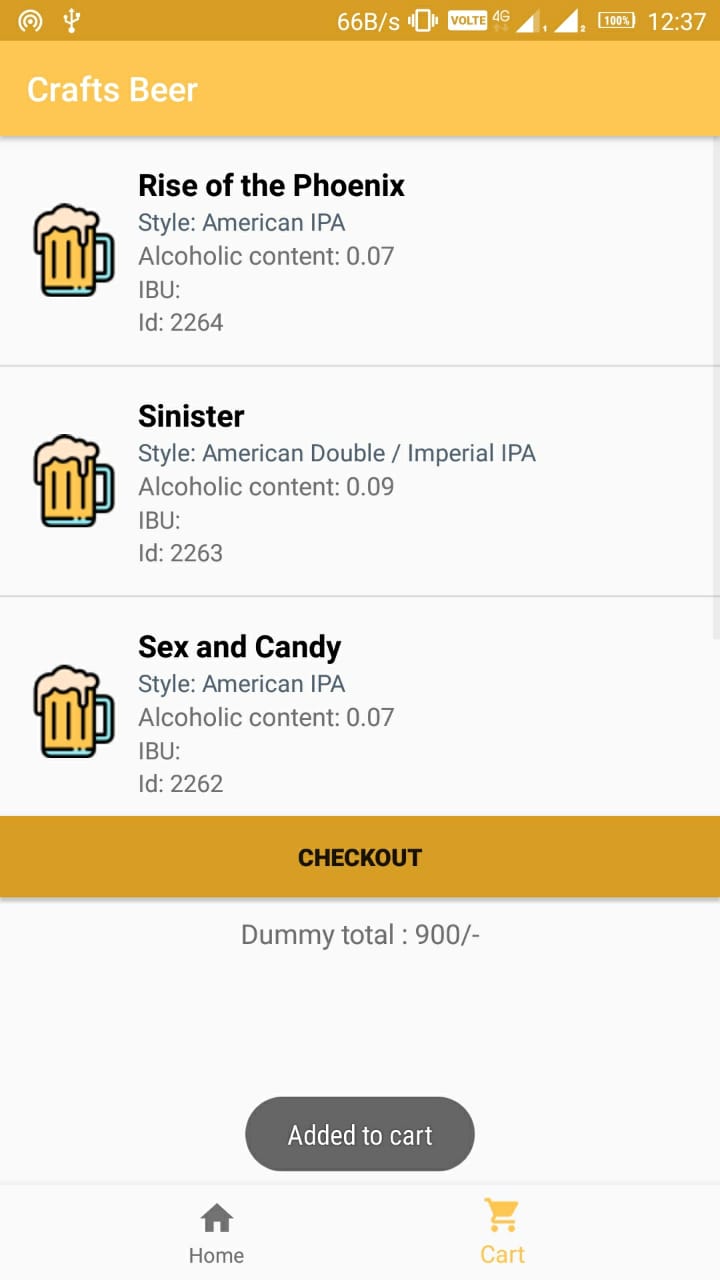 66B/s VOLTE 4G 1 2 100% 12:37
Crafts Beer
Rise of the Phoenix
Style: American IPA
Alcoholic content: 0.07
IBU:
Id: 2264
Sinister
Style: American Double / Imperial IPA
Alcoholic content: 0.09
IBU:
Id: 2263
Sex and Candy
Style: American IPA
Alcoholic content: 0.07
IBU:
Id: 2262
CHECKOUT
Dummy total : 900/-
Added to cart
Home Cart